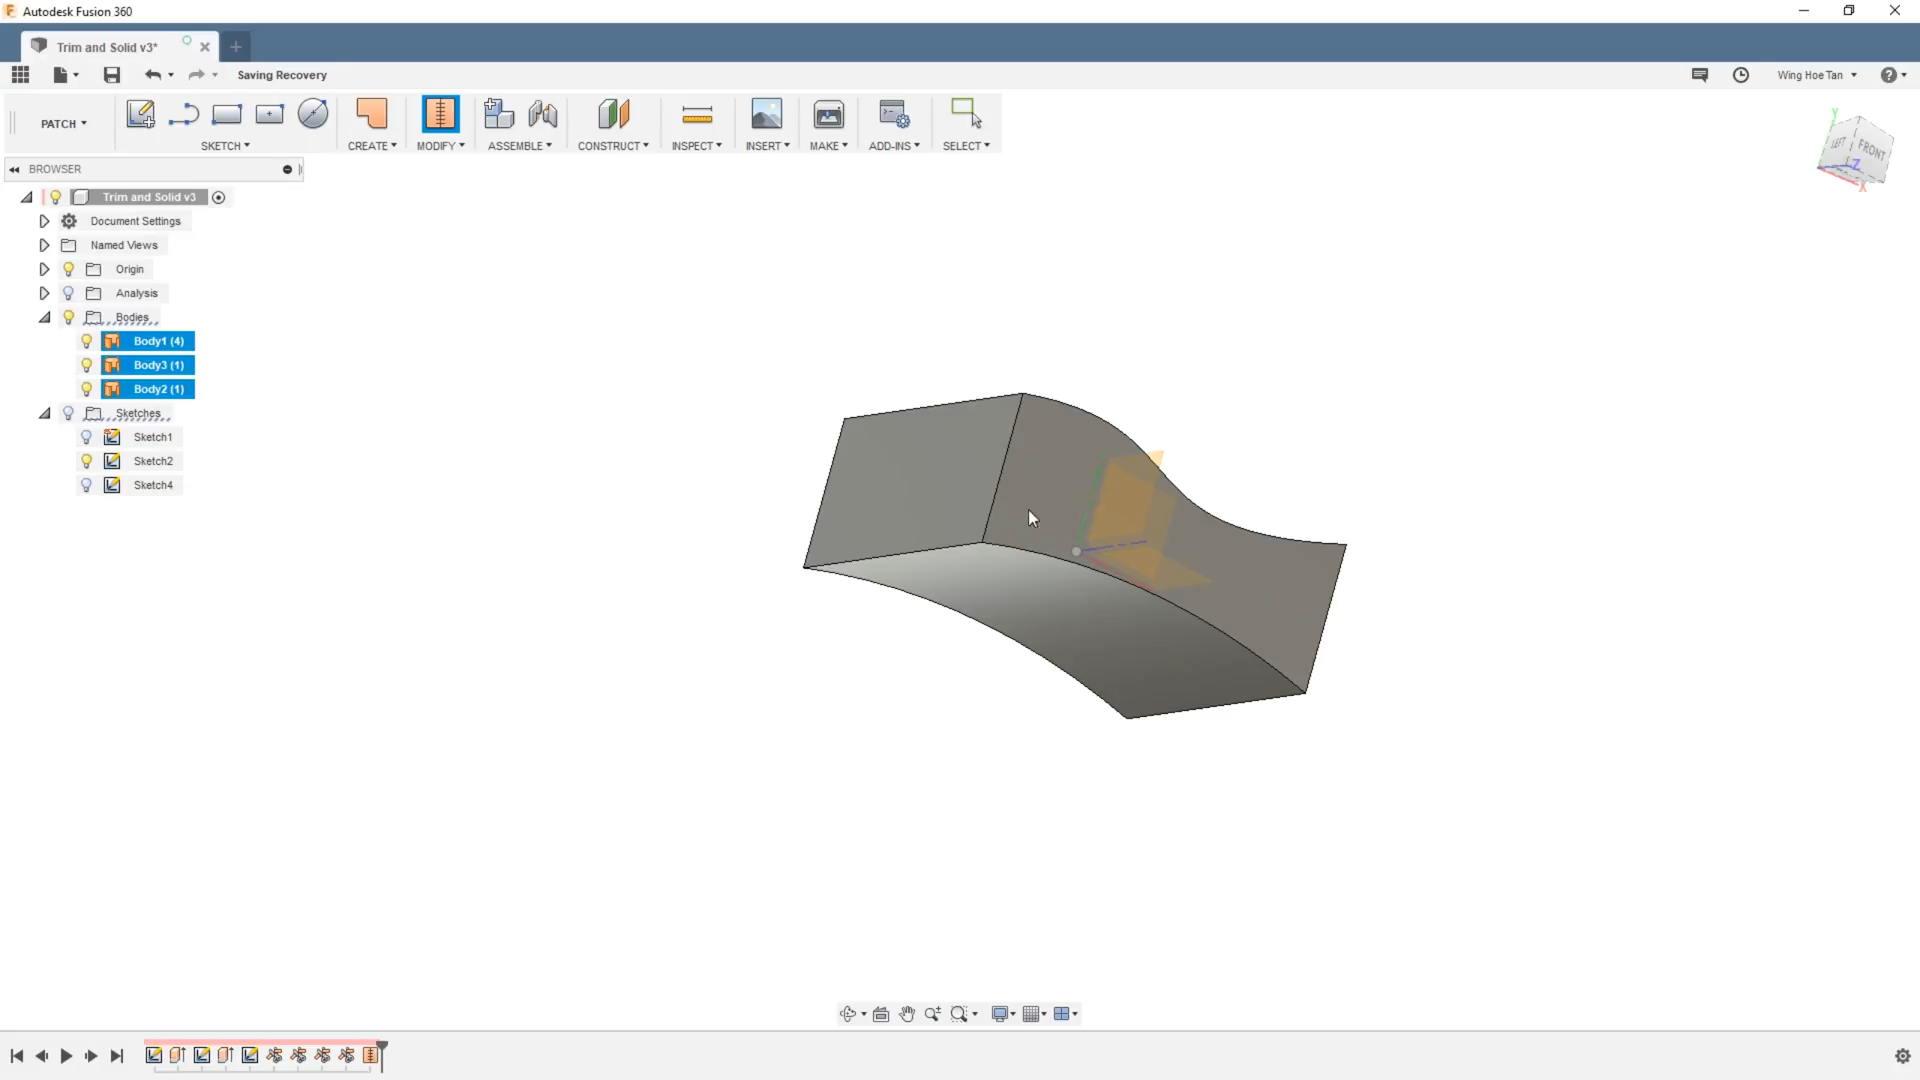 Autodesk Fusion 360
Trim and Solid v3*
Saving Recovery
Wing Hoe Tan
PATCH
SKETCH
CREATE
MODIFY
ASSEMBLE
CONSTRUCT
INSPECT
INSERT
MAKE
ADD-INS
SELECT
BROWSER
Trim and Solid v3
Document Settings
Named Views
Origin
Analysis
Bodies
Body1 (4)
Body3 (1)
Body2 (1)
Sketches
Sketch1
Sketch2
Sketch4
Y
LEFT
FRONT
Z
X